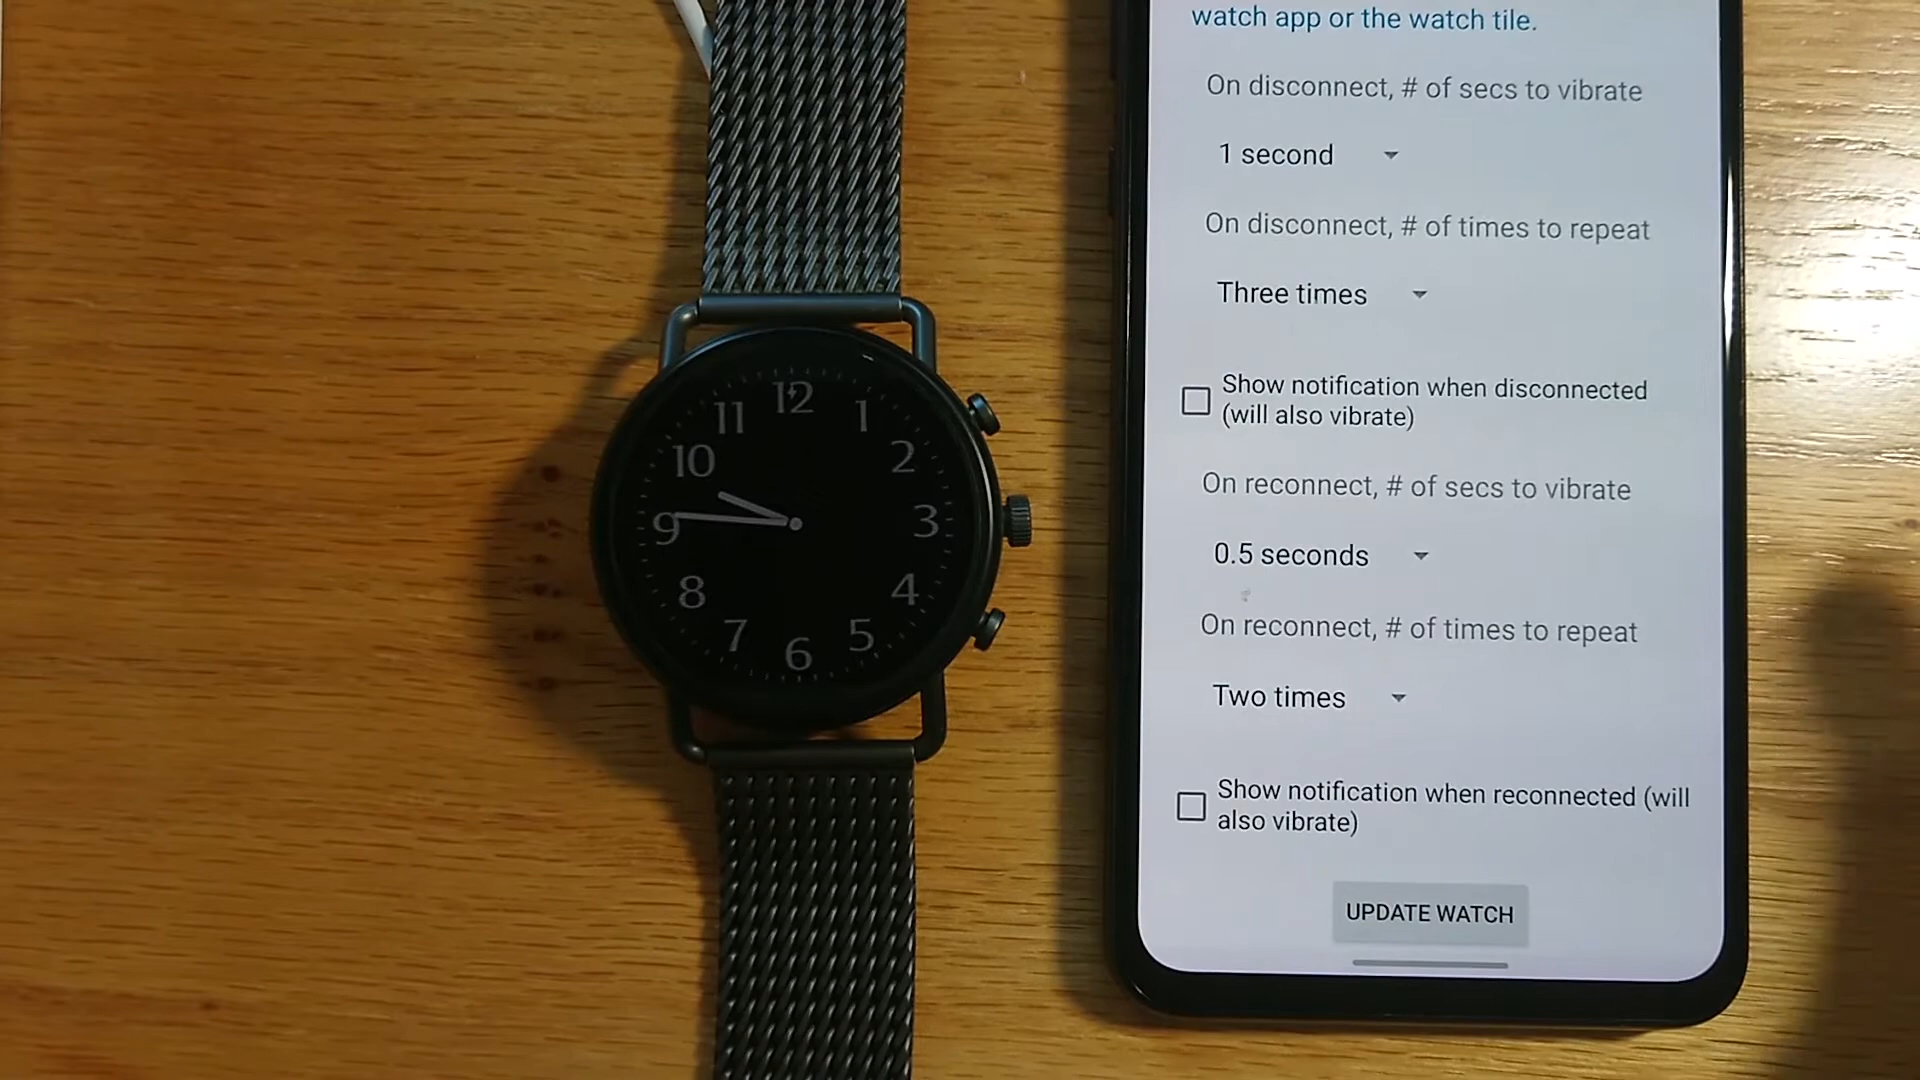 12
11
1
10
2
9
3
8
4
7
5
6
watch app or the watch tile.
On disconnect, # of secs to vibrate
1 second
On disconnect, # of times to repeat
Three times
Show notification when disconnected
(will also vibrate)
On reconnect, # of secs to vibrate
0.5 seconds
On reconnect, # of times to repeat
Two times
Show notification when reconnected (will
also vibrate)
UPDATE WATCH